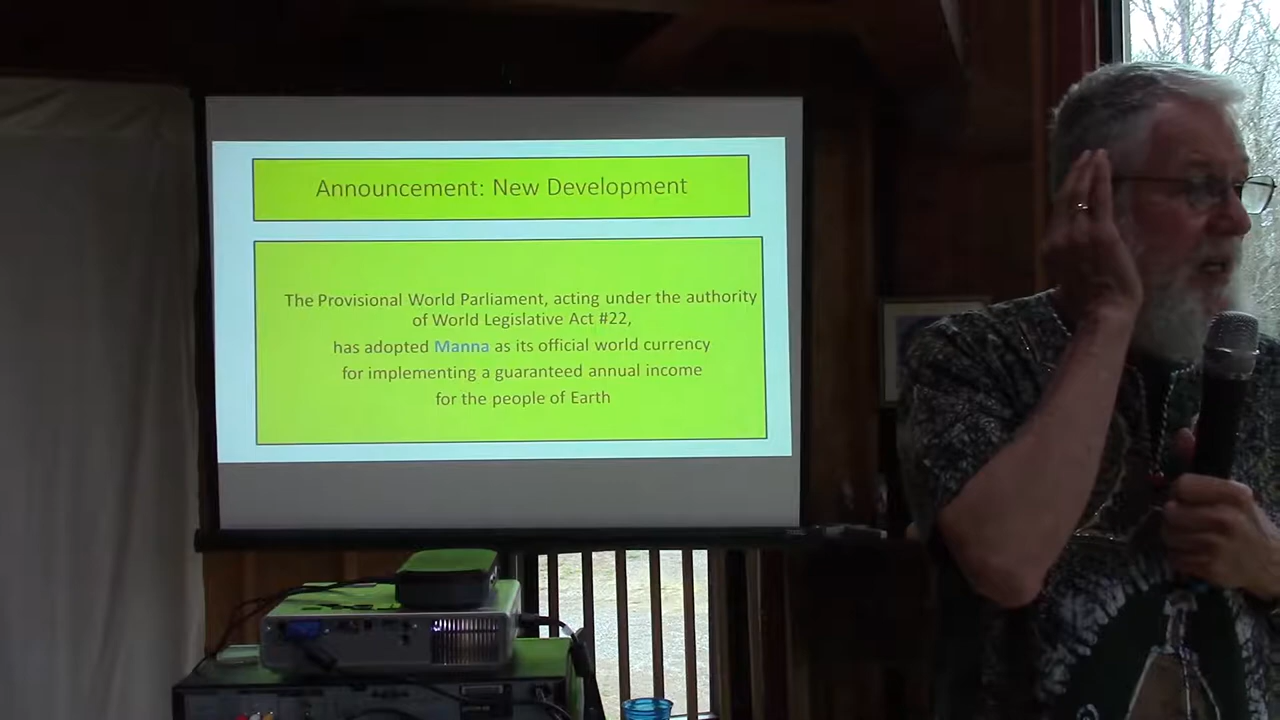 Announcement: New Development
The Provisional World Parliament, acting under the authority
of World Legislative Act #22,
has adopted Manna as its official world currency
for implementing a guaranteed annual income
for the people of Earth